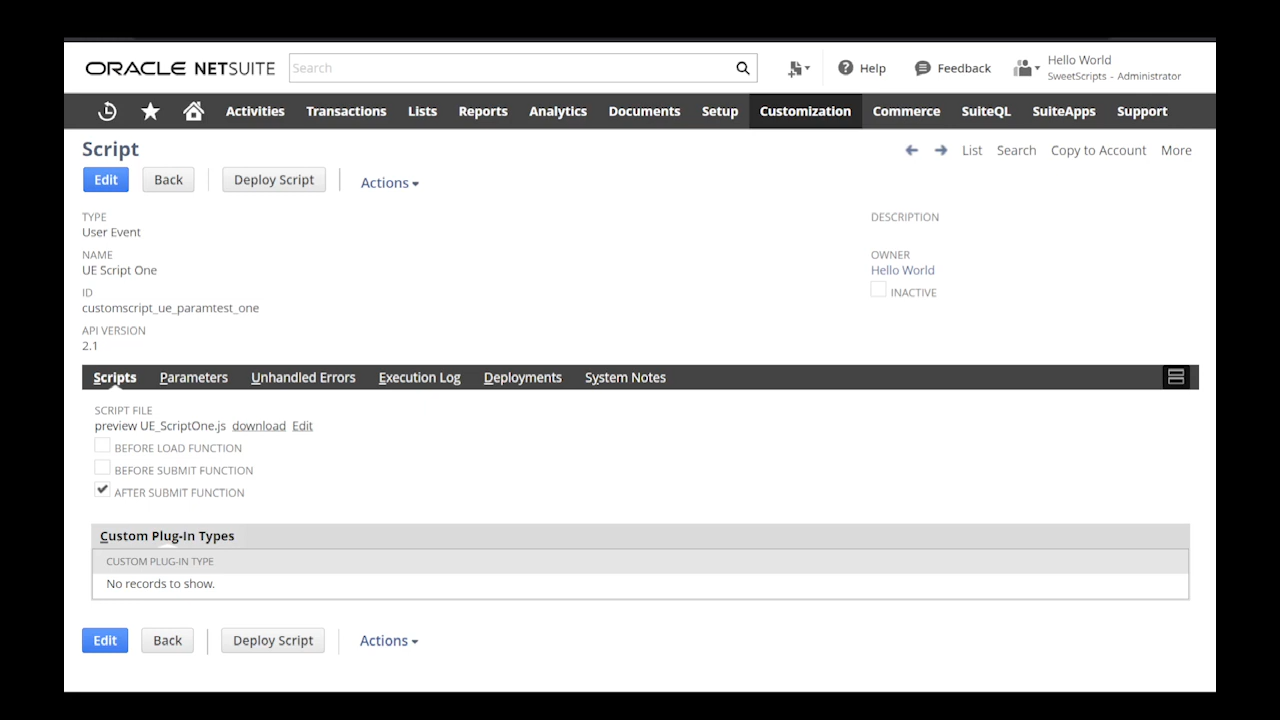 ORACLE NETSUITE Search Help Feedback Hello World
SweetScripts - Administrator
Activities Transactions Lists Reports Analytics Documents Setup Customization Commerce SuiteQL SuiteApps Support
Script
List Search Copy to Account More
Edit Back Deploy Script Actions
TYPE
User Event
NAME
UE Script One
ID
customscript_ue_paramtest_one
API VERSION
2.1
DESCRIPTION
OWNER
Hello World
INACTIVE
Scripts Parameters Unhandled Errors Execution Log Deployments System Notes
SCRIPT FILE
preview UE_ScriptOne.js download Edit
BEFORE LOAD FUNCTION
BEFORE SUBMIT FUNCTION
AFTER SUBMIT FUNCTION
Custom Plug-In Types
CUSTOM PLUG-IN TYPE
No records to show.
Edit Back Deploy Script Actions